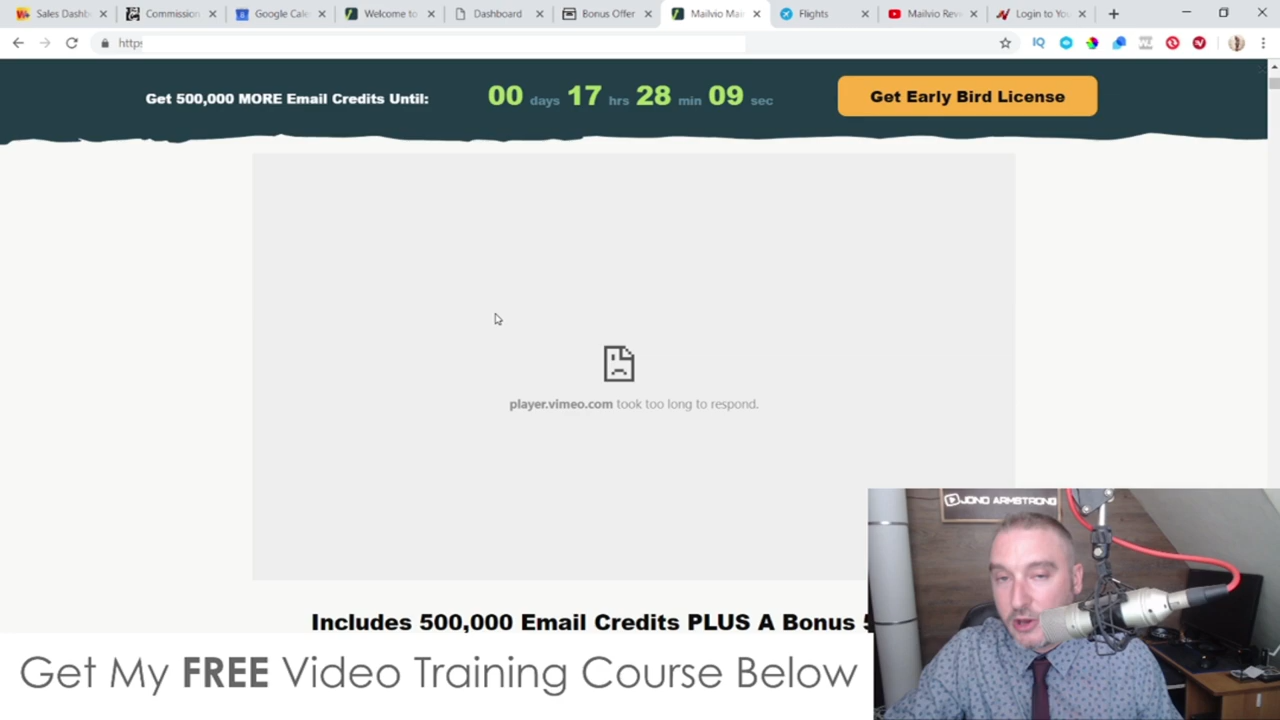 Sales Dashb
Commission
Google Cale
Welcome to
Dashboard
Bonus Offer
Mailvio Mai
Flights
Mailvio Rev
Login to You
https
IQ
Get 500,000 MORE Email Credits Until:
00 days 17 hrs 28 min 09 sec
Get Early Bird License
player.vimeo.com took too long to respond.
JONO ARMSTRONG
Includes 500,000 Email Credits PLUS A Bonus
Get My FREE Video Training Course Below